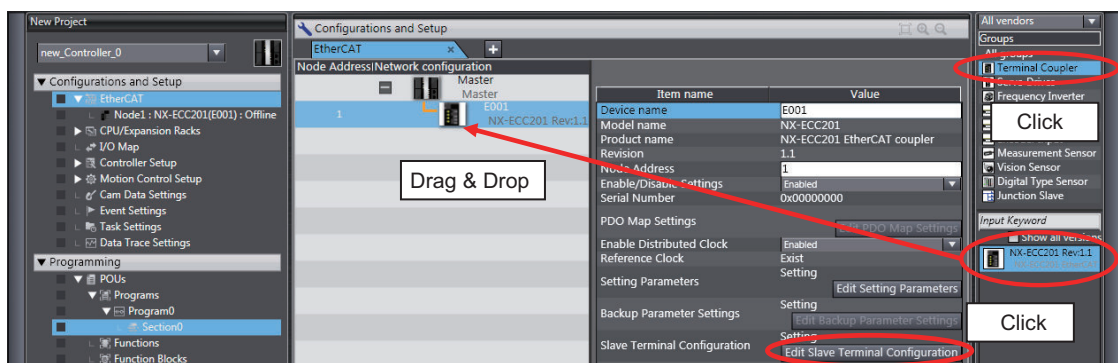 New Project
new_Controller_0
Configurations and Setup
EtherCAT
Node1 : NX-ECC201(E001) : Offline
CPU/Expansion Racks
I/O Map
Controller Setup
Motion Control Setup
Cam Data Settings
Event Settings
Task Settings
Data Trace Settings
Programming
POUs
Programs
Program0
Section0
Functions
Function Blocks
Configurations and Setup
EtherCAT
Node Address|Network configuration
Master
Master
1
E001
NX-ECC201 Rev:1.1
Drag & Drop
Item name Value
Device name E001
Model name NX-ECC201
Product name NX-ECC201 EtherCAT coupler
Revision 1.1
Node Address 1
Enable/Disable Settings Enabled
Serial Number 0x00000000
PDO Map Settings Edit PDO Map Settings
Enable Distributed Clock Enabled
Reference Clock Exist
Setting Parameters Setting
Edit Setting Parameters
Backup Parameter Settings Setting
Edit Backup Parameter Settings
Slave Terminal Configuration Setting
Edit Slave Terminal Configuration
All vendors
Groups
All groups
Terminal Coupler
Servo Drives
Frequency Inverter
Click
Measurement Sensor
Vision Sensor
Digital Type Sensor
Junction Slave
Input Keyword
Show all versions
NX-ECC201 Rev:1.1
Click